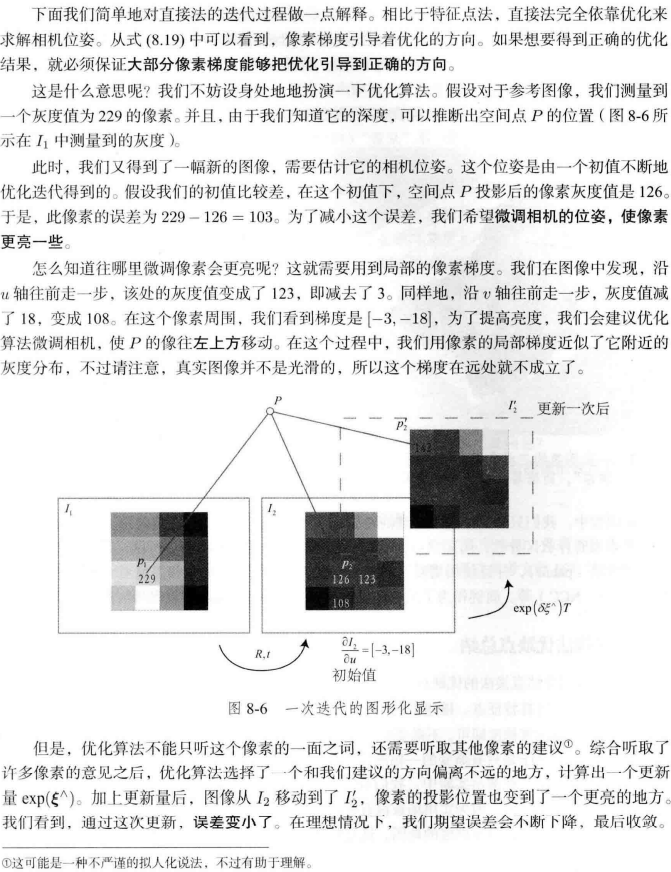 下面我们简单地对直接法的迭代过程做一点解释。相比于特征点法，直接法完全依靠优化来
求解相机位姿。从式 (8.19) 中可以看到，像素梯度引导着优化的方向。如果想要得到正确的优化
结果，就必须保证大部分像素梯度能够把优化引导到正确的方向。
这是什么意思呢？我们不妨设身处地地扮演一下优化算法。假设对于参考图像，我们测量到
一个灰度值为 229 的像素。并且，由于我们知道它的深度，可以推断出空间点 P 的位置（图 8-6 所
示在 I₁ 中测量到的灰度）。
此时，我们又得到了一幅新的图像，需要估计它的相机位姿。这个位姿是由一个初值不断地
优化迭代得到的。假设我们的初值比较差，在这个初值下，空间点 P 投影后的像素灰度值是 126。
于是，此像素的误差为 229 − 126 = 103。为了减小这个误差，我们希望微调相机的位姿，使像素
更亮一些。
怎么知道往哪里微调像素会更亮呢？这就需要用到局部的像素梯度。我们在图像中发现，沿
u 轴往前走一步，该处的灰度值变成了 123，即减去了 3。同样地，沿 v 轴往前走一步，灰度值减
了 18，变成 108。在这个像素周围，我们看到梯度是 [−3, −18]，为了提高亮度，我们会建议优化
算法微调相机，使 P 的像往左上方移动。在这个过程中，我们用像素的局部梯度近似了它附近的
灰度分布，不过请注意，真实图像并不是光滑的，所以这个梯度在远处就不成立了。
P
I₂′ 更新一次后
p₂′
142
I₁
I₂
p₁
229
p₂
126 123
108
exp(δξ^)T
R,t
∂I₂/∂u = [−3,−18]
初始值
图 8-6 一次迭代的图形化显示
但是，优化算法不能只听这个像素的一面之词，还需要听取其他像素的建议①。综合听取了
许多像素的意见之后，优化算法选择了一个和我们建议的方向偏离不远的地方，计算出一个更新
量 exp(ξ^)。加上更新量后，图像从 I₂ 移动到了 I₂′，像素的投影位置也变到了一个更亮的地方。
我们看到，通过这次更新，误差变小了。在理想情况下，我们期望误差会不断下降，最后收敛。
①这可能是一种不严谨的拟人化说法，不过有助于理解。